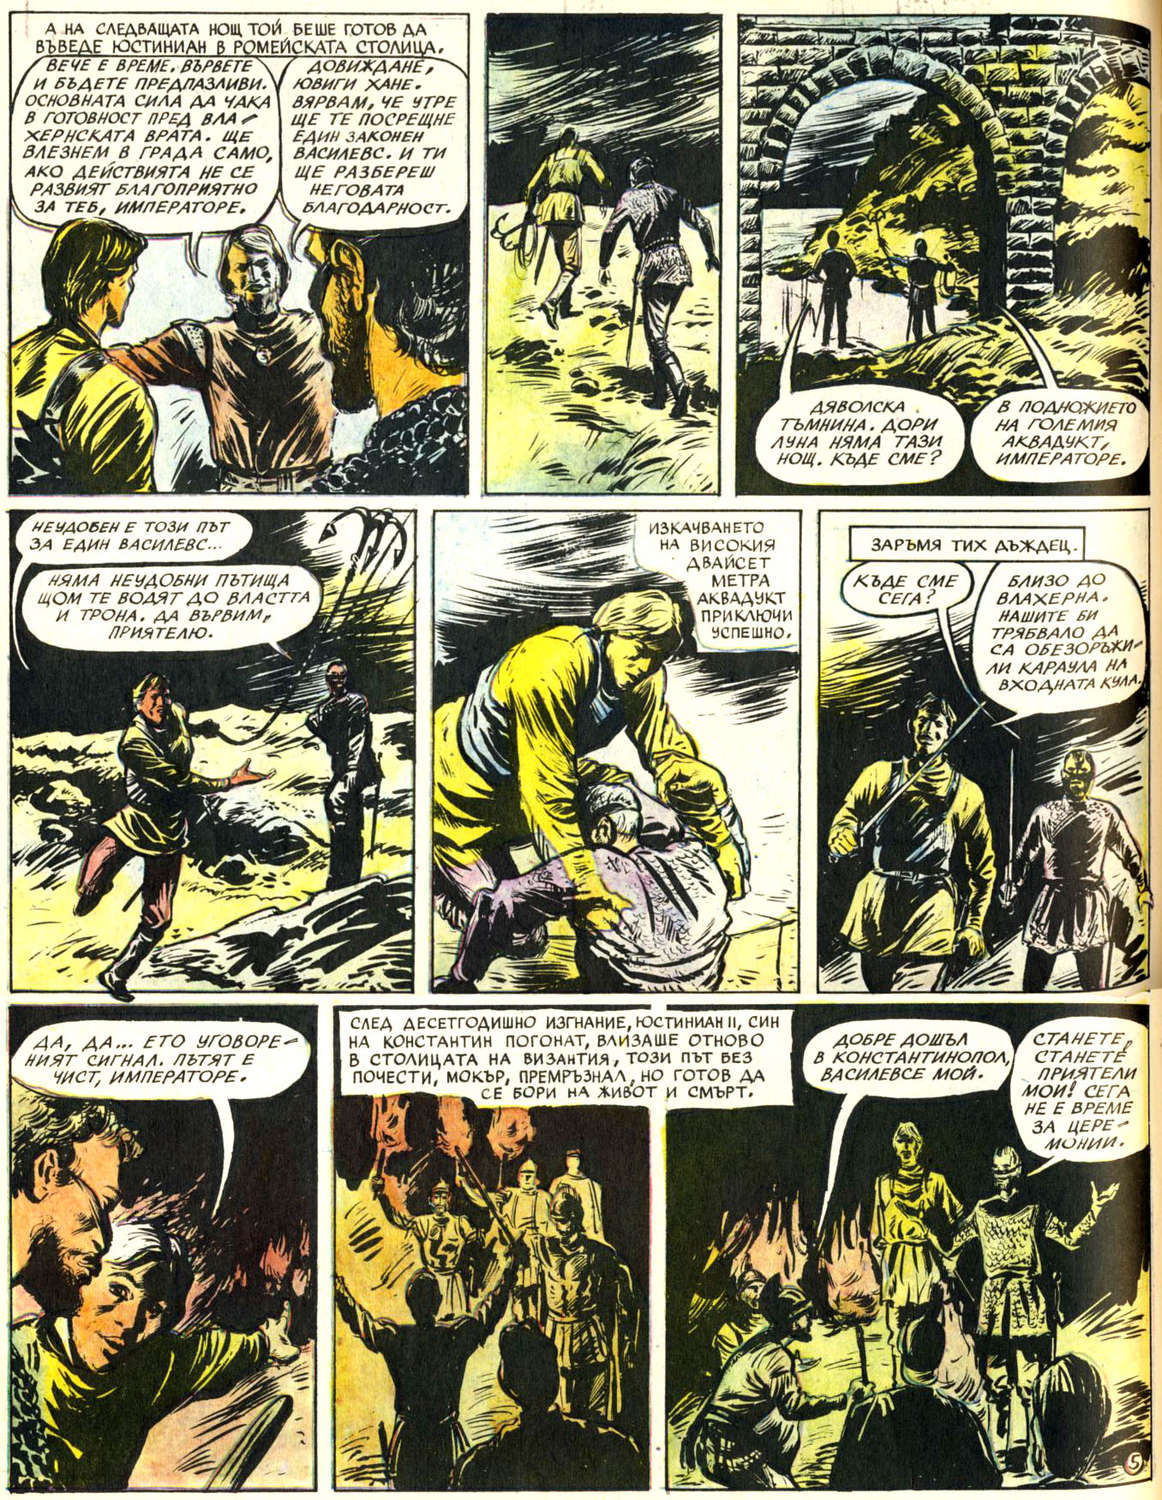 А НА СЛЕДВАЩАТА НОЩ ТОЙ БЕШЕ ГОТОВ ДА
ВЪВЕДЕ ЮСТИНИАН В РОМЕЙСКАТА СТОЛИЦА.
ВЕЧЕ Е ВРЕМЕ. ВЪРВЕТЕ
И БЪДЕТЕ ПРЕДПАЗЛИВИ.
ОСНОВНАТА СИЛА ДА ЧАКА
В ГОТОВНОСТ ПРЕД ВЛА-
ХЕРНСКАТА ВРАТА. ЩЕ
ВЛЕЗНЕМ В ГРАДА САМО,
АКО ДЕЙСТВИЯТА НЕ СЕ
РАЗВИЯТ БЛАГОПРИЯТНО
ЗА ТЕБ, ИМПЕРАТОРЕ.
ДОВИЖДАНЕ,
ЮВИГИ ХАНЕ.
ВЯРВАМ, ЧЕ УТРЕ
ЩЕ ТЕ ПОСРЕЩНЕ
ЕДИН ЗАКОНЕН
ВАСИЛЕВС. И ТИ
ЩЕ РАЗБЕРЕШ
НЕГОВАТА
БЛАГОДАРНОСТ.
ДЯВОЛСКА
ТЪМНИНА. ДОРИ
ЛУНА НЯМА ТАЗИ
НОЩ. КЪДЕ СМЕ?
В ПОДНОЖИЕТО
НА ГОЛЕМИЯ
АКВАДУКТ,
ИМПЕРАТОРЕ.
НЕУДОБЕН Е ТОЗИ ПЪТ
ЗА ЕДИН ВАСИЛЕВС...
НЯМА НЕУДОБНИ ПЪТИЩА
ЩОМ ТЕ ВОДЯТ ДО ВЛАСТТА
И ТРОНА. ДА ВЪРВИМ,
ПРИЯТЕЛЮ.
ИЗКАЧВАНЕТО
НА ВИСОКИЯ
ДВАЙСЕТ
МЕТРА
АКВАДУКТ
ПРИКЛЮЧИ
УСПЕШНО.
ЗАРЪМЯ ТИХ ДЪЖДЕЦ.
КЪДЕ СМЕ
СЕГА?
БЛИЗО ДО
ВЛАХЕРНА.
НАШИТЕ БИ
ТРЯБВАЛО ДА
СА ОБЕЗОРЪЖИ-
ЛИ КАРАУЛА НА
ВХОДНАТА КУЛА.
ДА, ДА... ЕТО УГОВОРЕ-
НИЯТ СИГНАЛ. ПЪТЯТ Е
ЧИСТ, ИМПЕРАТОРЕ.
СЛЕД ДЕСЕТГОДИШНО ИЗГНАНИЕ, ЮСТИНИАН II, СИН
НА КОНСТАНТИН ПОГОНАТ, ВЛИЗАШЕ ОТНОВО
В СТОЛИЦАТА НА ВИЗАНТИЯ, ТОЗИ ПЪТ БЕЗ
ПОЧЕСТИ, МОКЪР, ПРЕМРЪЗНАЛ, НО ГОТОВ ДА
СЕ БОРИ НА ЖИВОТ И СМЪРТ.
ДОБРЕ ДОШЪЛ
В КОНСТАНТИНОПОЛ,
ВАСИЛЕВСЕ МОЙ.
СТАНЕТЕ,
СТАНЕТЕ
ПРИЯТЕЛИ
МОИ! СЕГА
НЕ Е ВРЕМЕ
ЗА ЦЕРЕ-
МОНИИ.
5